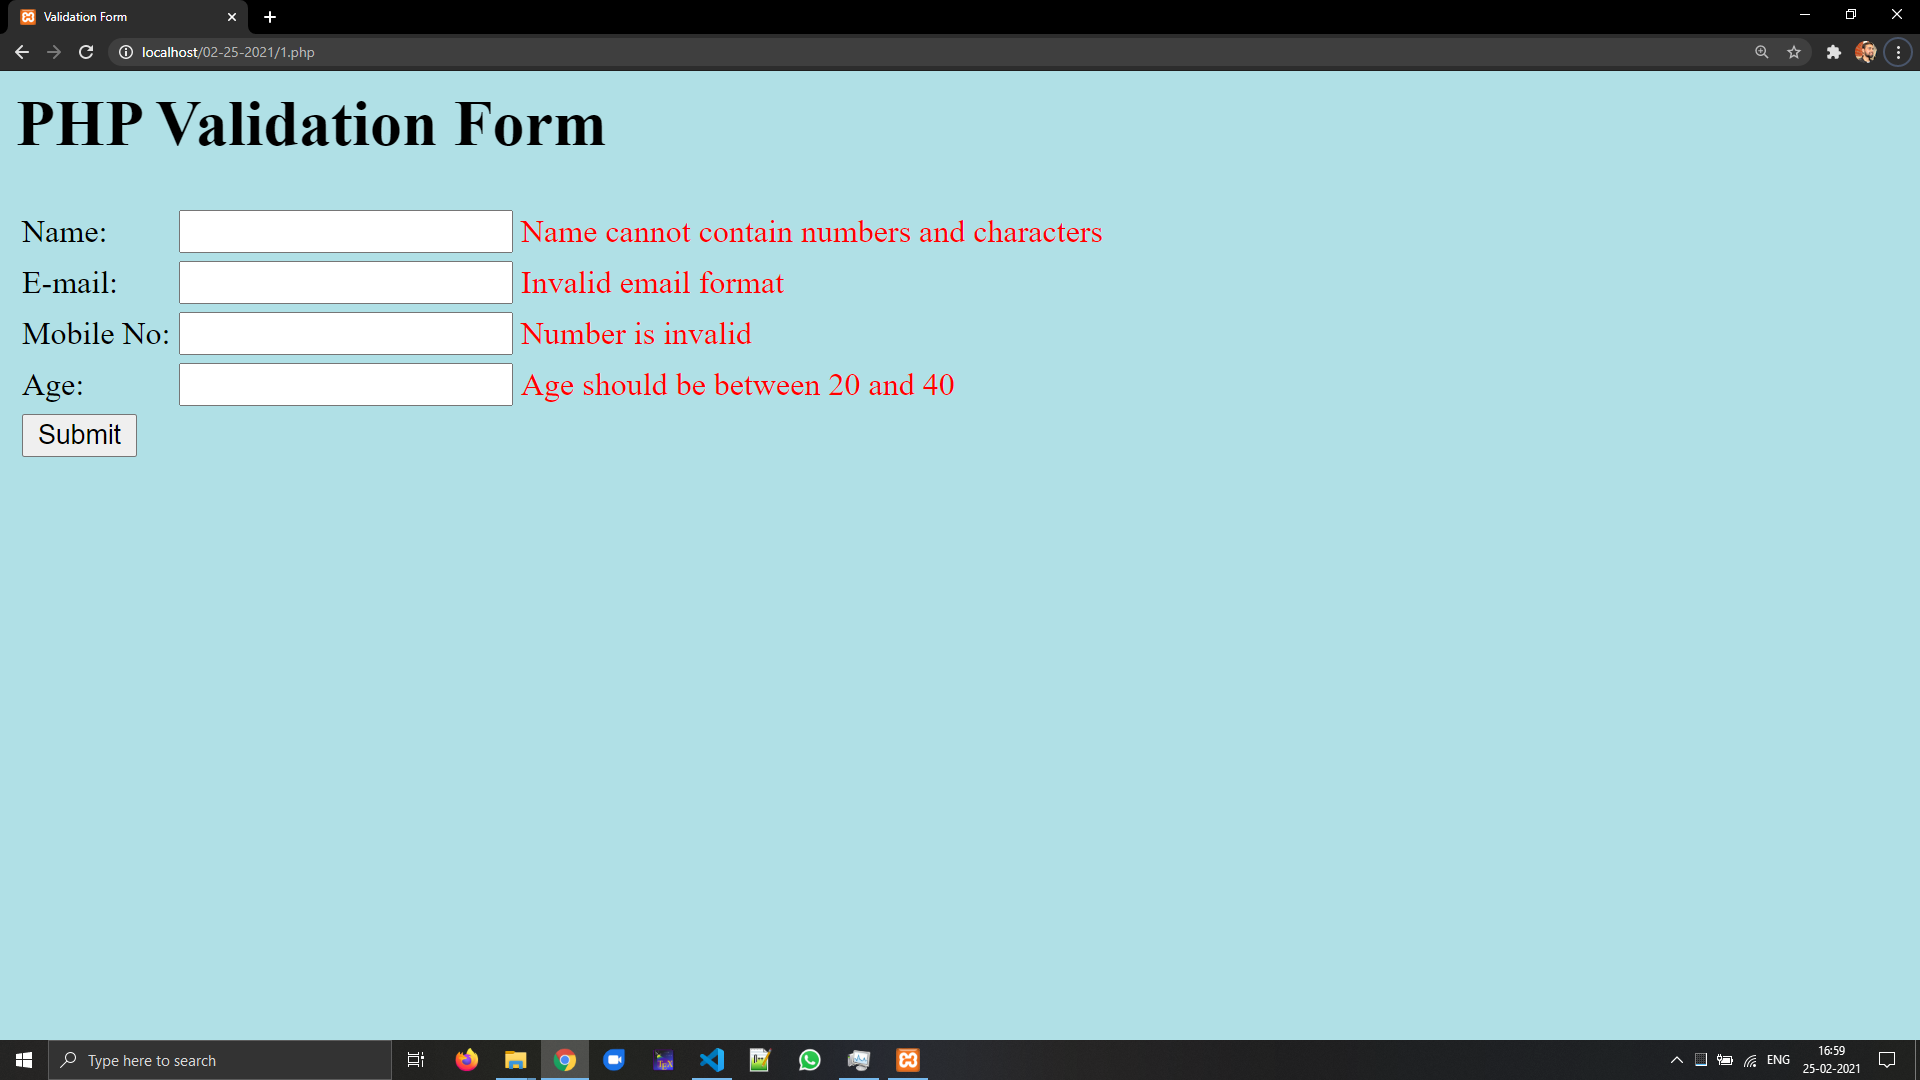 Validation Form
localhost/02-25-2021/1.php
PHP Validation Form
Name: Name cannot contain numbers and characters
E-mail: Invalid email format
Mobile No: Number is invalid
Age: Age should be between 20 and 40
Submit
Type here to search
ENG
16:59
25-02-2021